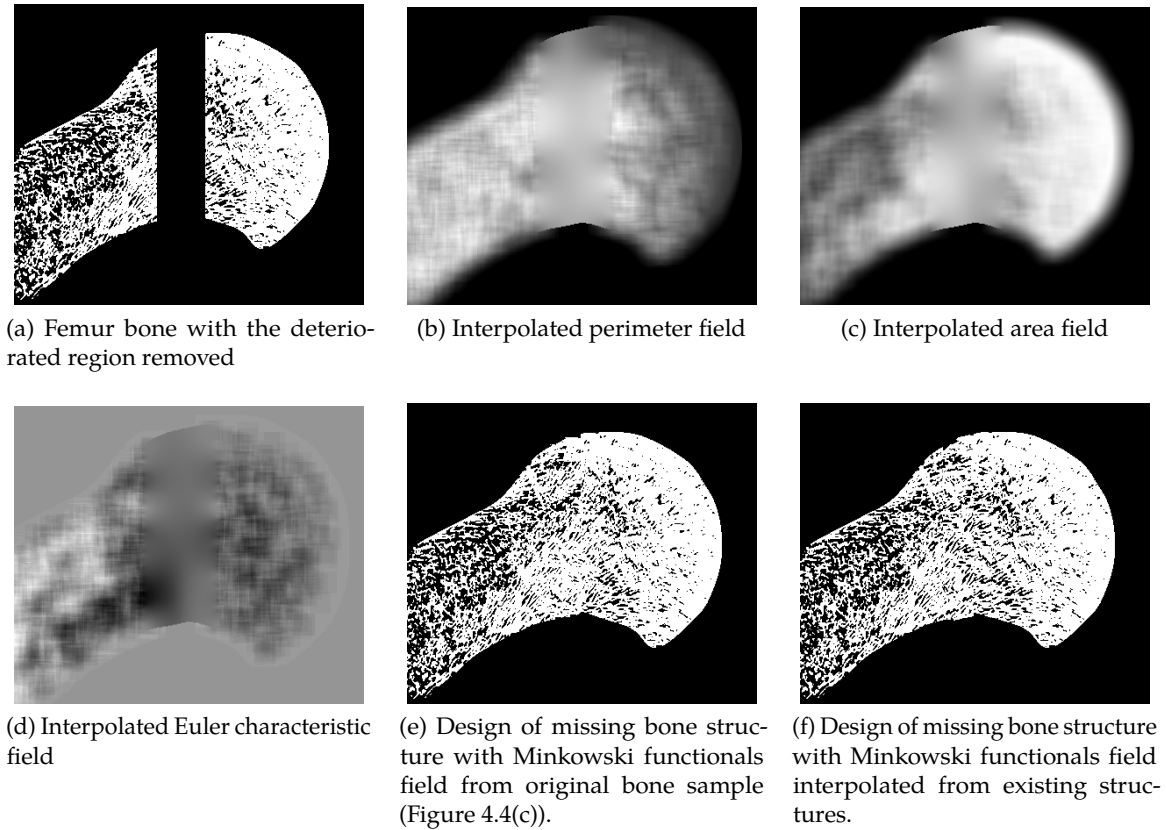 (a) Femur bone with the deterio-
rated region removed
(b) Interpolated perimeter field
(c) Interpolated area field
(d) Interpolated Euler characteristic
field
(e) Design of missing bone struc-
ture with Minkowski functionals
field from original bone sample
(Figure 4.4(c)).
(f) Design of missing bone structure
with Minkowski functionals field
interpolated from existing struc-
tures.